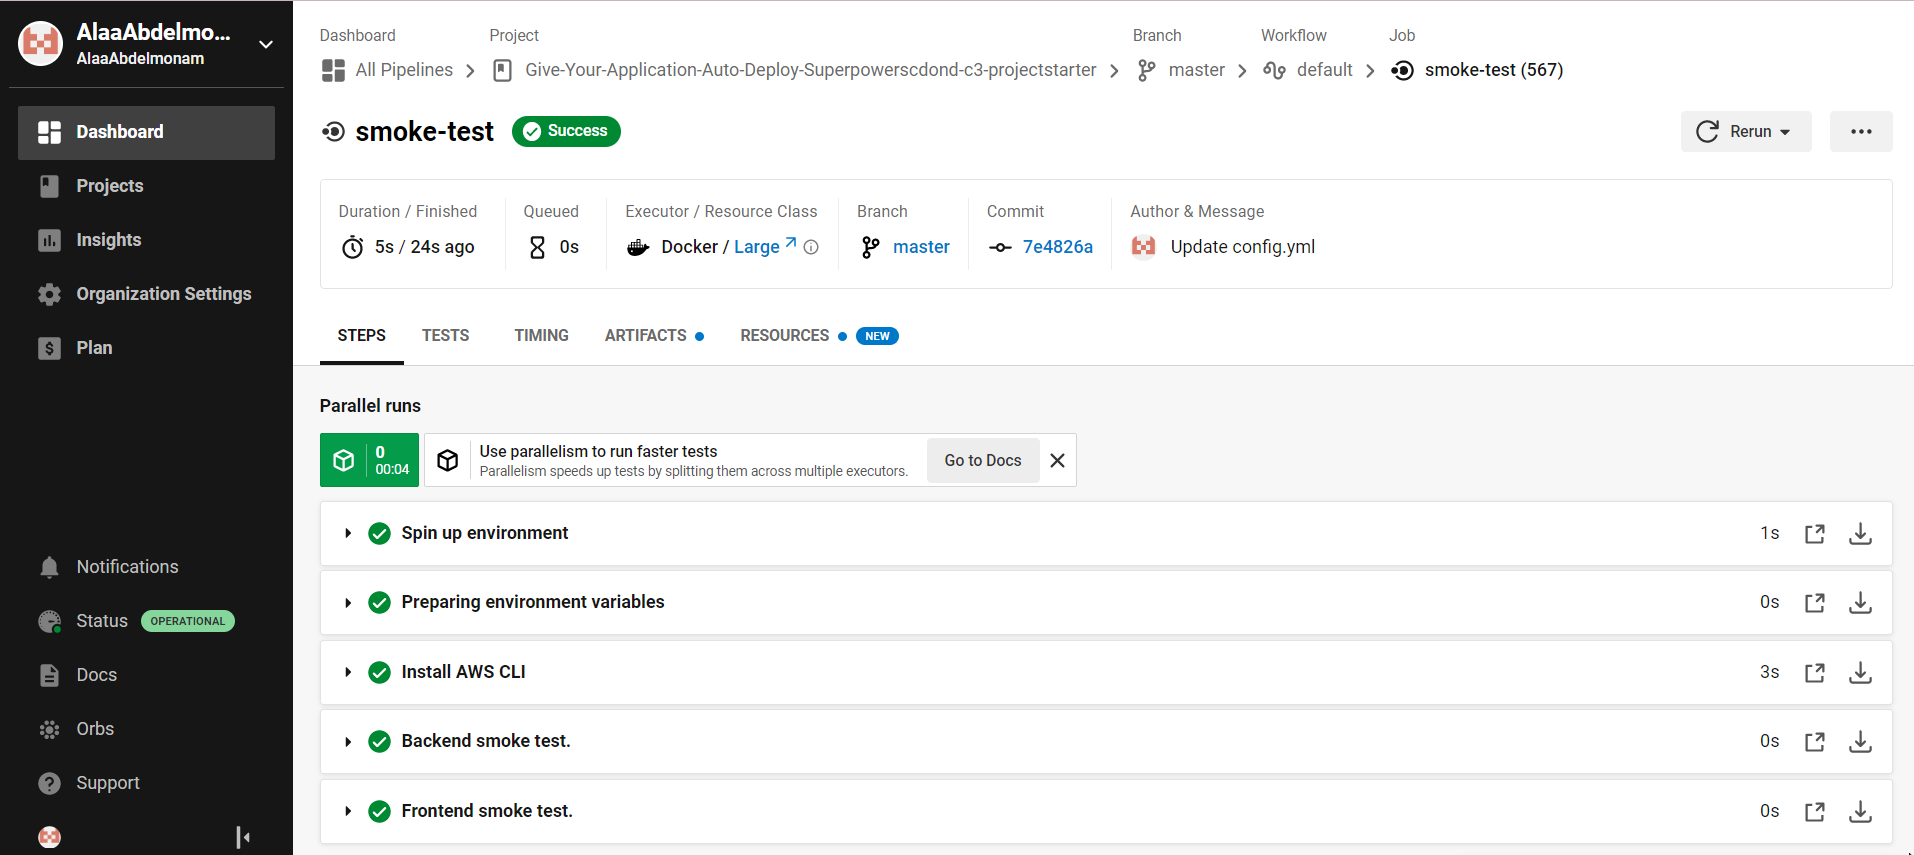 AlaaAbdelmo...
AlaaAbdelmonam
Dashboard
Projects
Insights
Organization Settings
Plan
Notifications
Status OPERATIONAL
Docs
Orbs
Support
Dashboard Project Branch Workflow Job
All Pipelines Give-Your-Application-Auto-Deploy-Superpowerscdond-c3-projectstarter master default smoke-test (567)
smoke-test Success Rerun
Duration / Finished Queued Executor / Resource Class Branch Commit Author & Message
5s / 24s ago 0s Docker / Large master 7e4826a Update config.yml
STEPS TESTS TIMING ARTIFACTS RESOURCES NEW
Parallel runs
0
00:04
Use parallelism to run faster tests
Parallelism speeds up tests by splitting them across multiple executors.
Go to Docs
Spin up environment 1s
Preparing environment variables 0s
Install AWS CLI 3s
Backend smoke test. 0s
Frontend smoke test. 0s